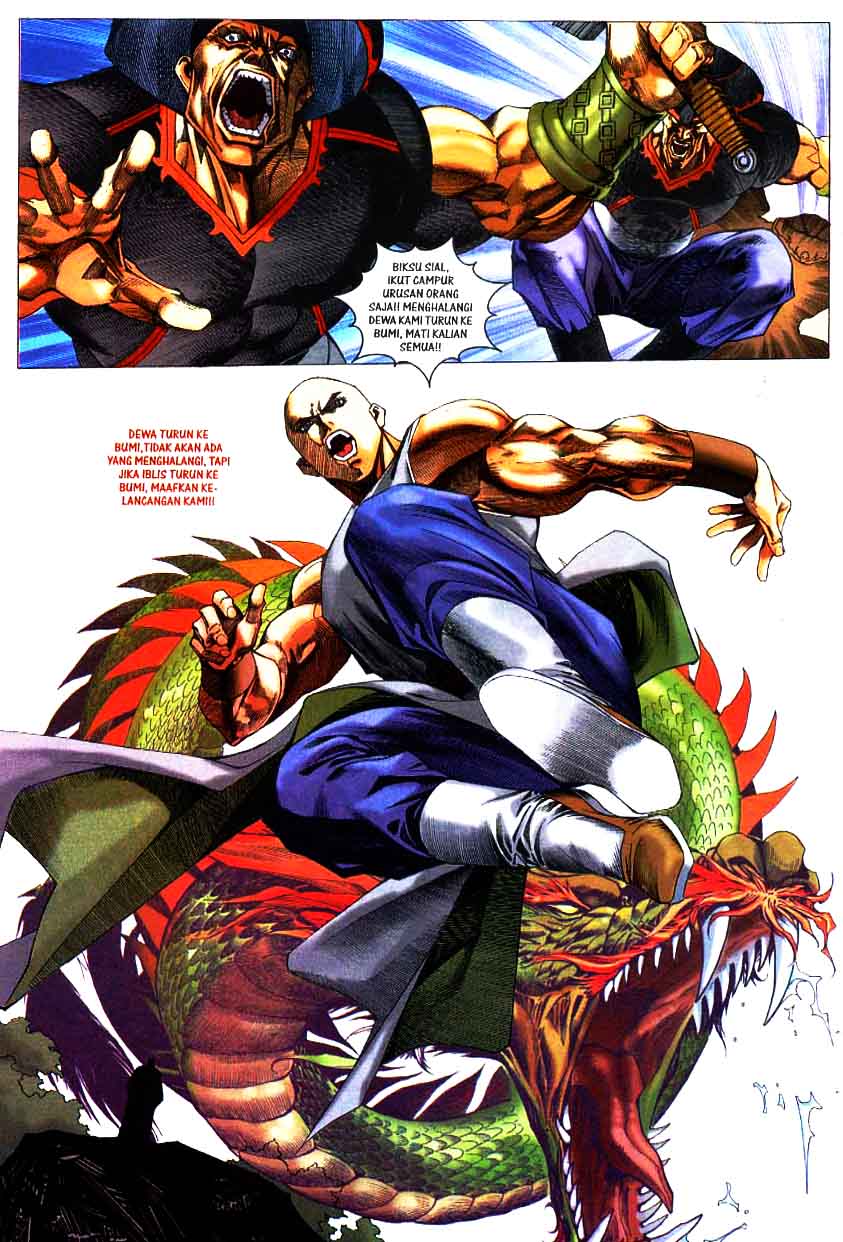 BIKSU SIAL,
IKUT CAMPUR
URUSAN ORANG
SAJA!! MENGHALANGI
DEWA KAMI TURUN KE
BUMI, MATI KALIAN
SEMUA!!
DEWA TURUN KE
BUMI,TIDAK AKAN ADA
YANG MENGHALANGI, TAPI
JIKA IBLIS TURUN KE
BUMI, MAAFKAN KE-
LANCANGAN KAMI!!